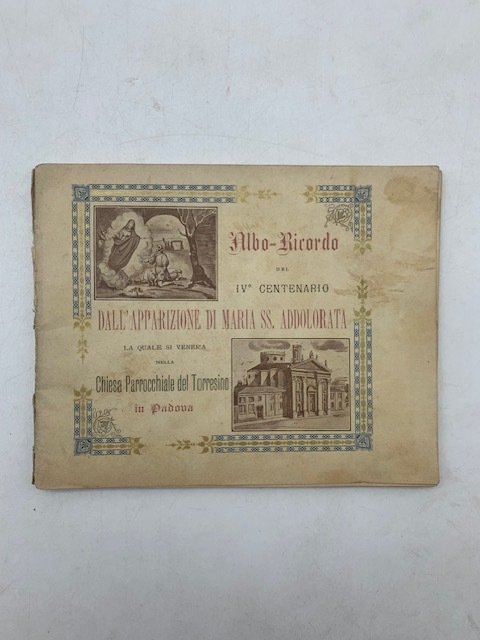 Albo-Ricordo
DEL
IV° CENTENARIO
DALL'APPARIZIONE DI MARIA SS. ADDOLORATA
LA QUALE SI VENERA
NELLA
Chiesa Parrocchiale del Torresino
in Padova